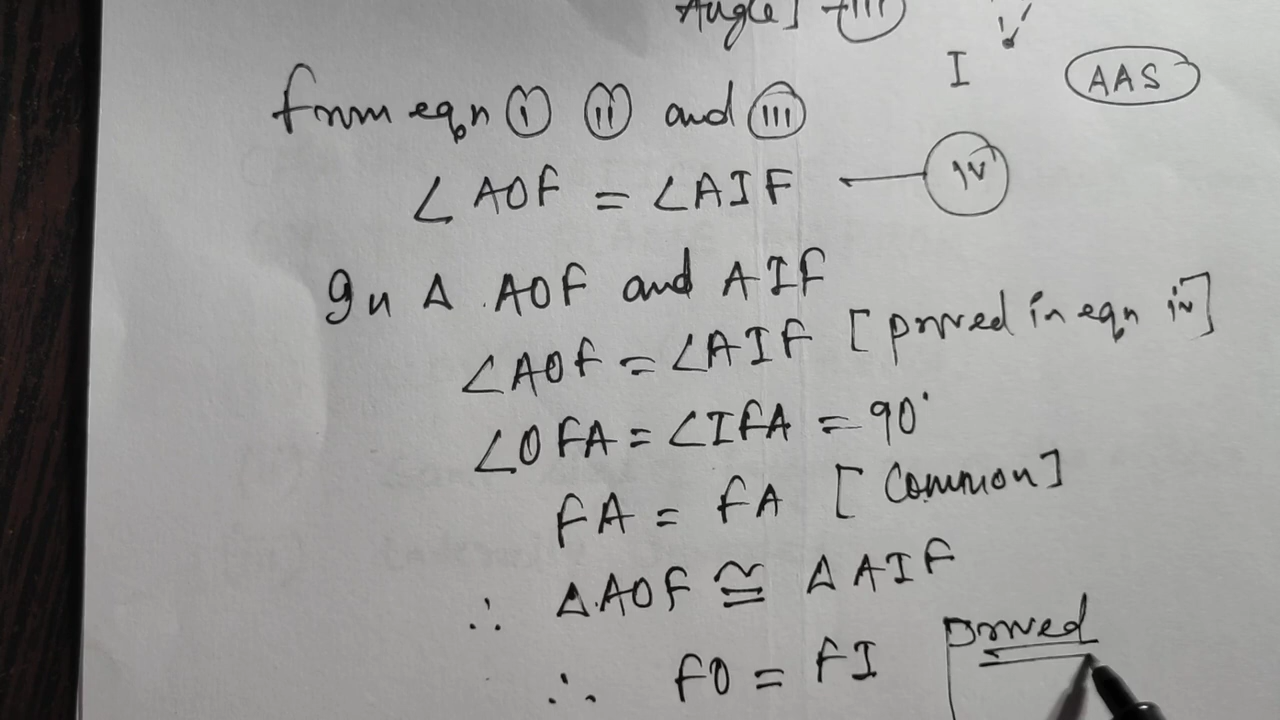 Angle] - (III)
I
AAS
from eqn (I) (II) and (III)
∠AOF = ∠AIF — (IV)
In Δ AOF and AIF
∠AOF = ∠AIF [proved in eqn iv]
∠OFA = ∠IFA = 90°
FA = FA [Common]
∴ ΔAOF ≅ ΔAIF
∴ FO = FI Proved